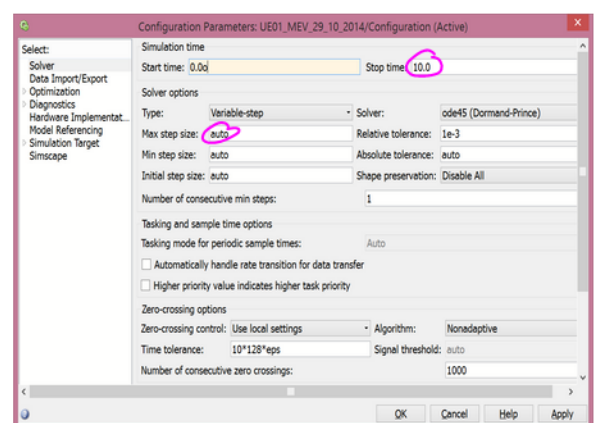 Configuration Parameters: UE01_MEV_29_10_2014/Configuration (Active)
Select:
Solver
Data Import/Export
Optimization
Diagnostics
Hardware Implementat...
Model Referencing
Simulation Target
Simscape
Simulation time
Start time: 0.0o Stop time: 10.0
Solver options
Type: Variable-step Solver: ode45 (Dormand-Prince)
Max step size: auto Relative tolerance: 1e-3
Min step size: auto Absolute tolerance: auto
Initial step size: auto Shape preservation: Disable All
Number of consecutive min steps: 1
Tasking and sample time options
Tasking mode for periodic sample times: Auto
Automatically handle rate transition for data transfer
Higher priority value indicates higher task priority
Zero-crossing options
Zero-crossing control: Use local settings Algorithm: Nonadaptive
Time tolerance: 10*128*eps Signal threshold: auto
Number of consecutive zero crossings: 1000
OK Cancel Help Apply